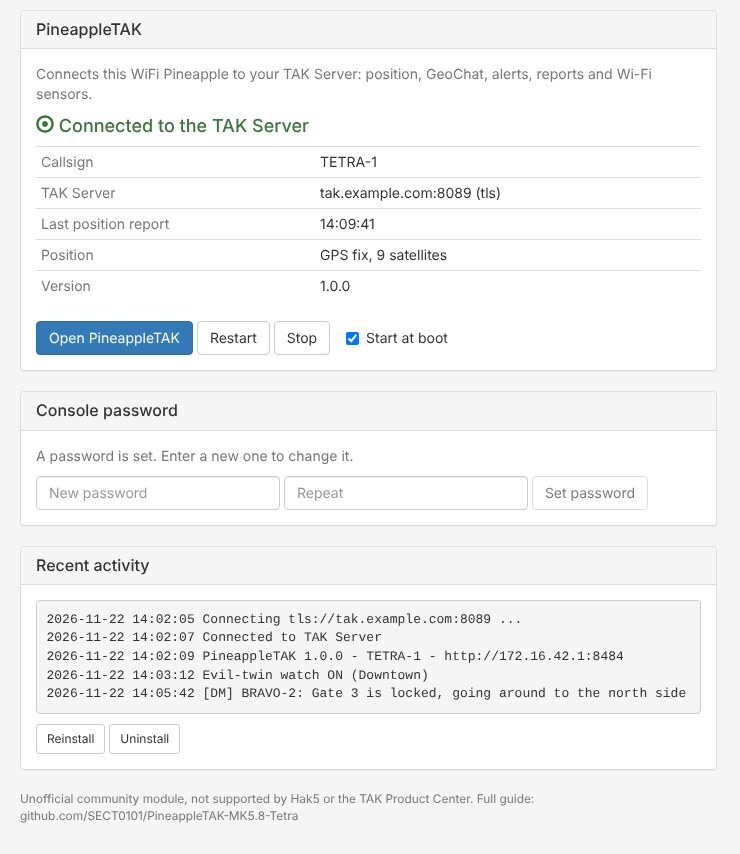 PineappleTAK
Connects this WiFi Pineapple to your TAK Server: position, GeoChat, alerts, reports and Wi-Fi
sensors.
Connected to the TAK Server
Callsign TETRA-1
TAK Server tak.example.com:8089 (tls)
Last position report 14:09:41
Position GPS fix, 9 satellites
Version 1.0.0
Open PineappleTAK Restart Stop Start at boot
Console password
A password is set. Enter a new one to change it.
New password Repeat Set password
Recent activity
2026-11-22 14:02:05 Connecting tls://tak.example.com:8089 ...
2026-11-22 14:02:07 Connected to TAK Server
2026-11-22 14:02:09 PineappleTAK 1.0.0 - TETRA-1 - http://172.16.42.1:8484
2026-11-22 14:03:12 Evil-twin watch ON (Downtown)
2026-11-22 14:05:42 [DM] BRAVO-2: Gate 3 is locked, going around to the north side
Reinstall Uninstall
Unofficial community module, not supported by Hak5 or the TAK Product Center. Full guide:
github.com/SECT0101/PineappleTAK-MK5.8-Tetra